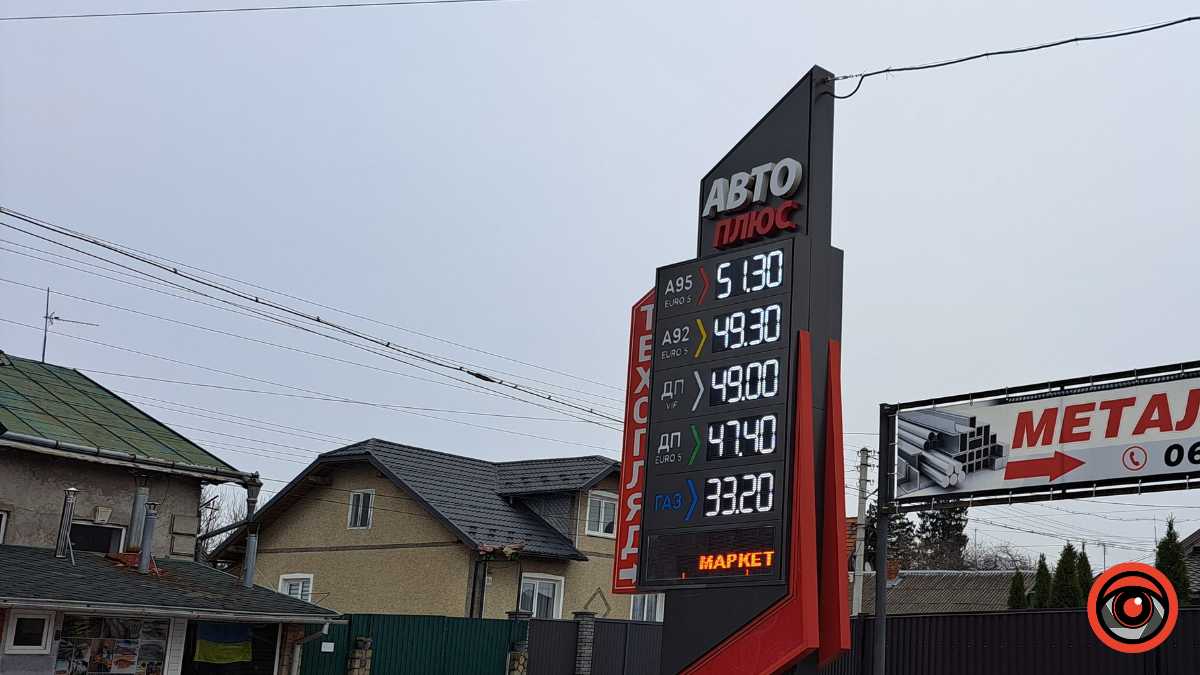 АВТО
ПЛЮС
А95 EURO 5 51.30
А92 EURO 5 49.30
ДП VIF 49.00
ДП EURO 5 47.40
ГАЗ 33.20
МАРКЕТ
ТЕХОГЛЯД
МЕТАЛ
06